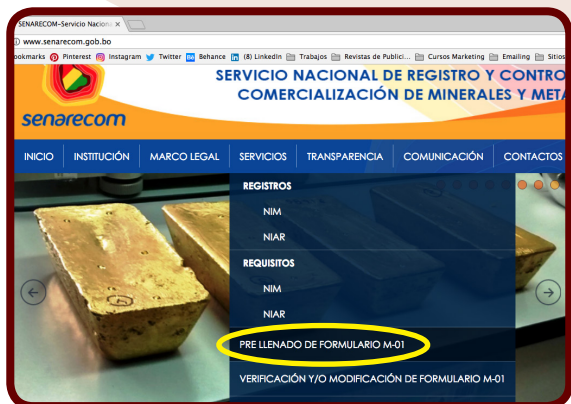 SENARECOM-Servicio Nacion
www.senarecom.gob.bo
ookmarks Pinterest Instagram Twitter Behance (8) LinkedIn Trabajos Revistas de Publici... Cursos Marketing Emailing Sitios
SERVICIO NACIONAL DE REGISTRO Y CONTRO
COMERCIALIZACIÓN DE MINERALES Y META
senarecom
INICIO INSTITUCIÓN MARCO LEGAL SERVICIOS TRANSPARENCIA COMUNICACIÓN CONTACTOS
REGISTROS
NIM
NIAR
REQUISITOS
NIM
NIAR
PRE LLENADO DE FORMULARIO M-01
VERIFICACIÓN Y/O MODIFICACIÓN DE FORMULARIO M-01